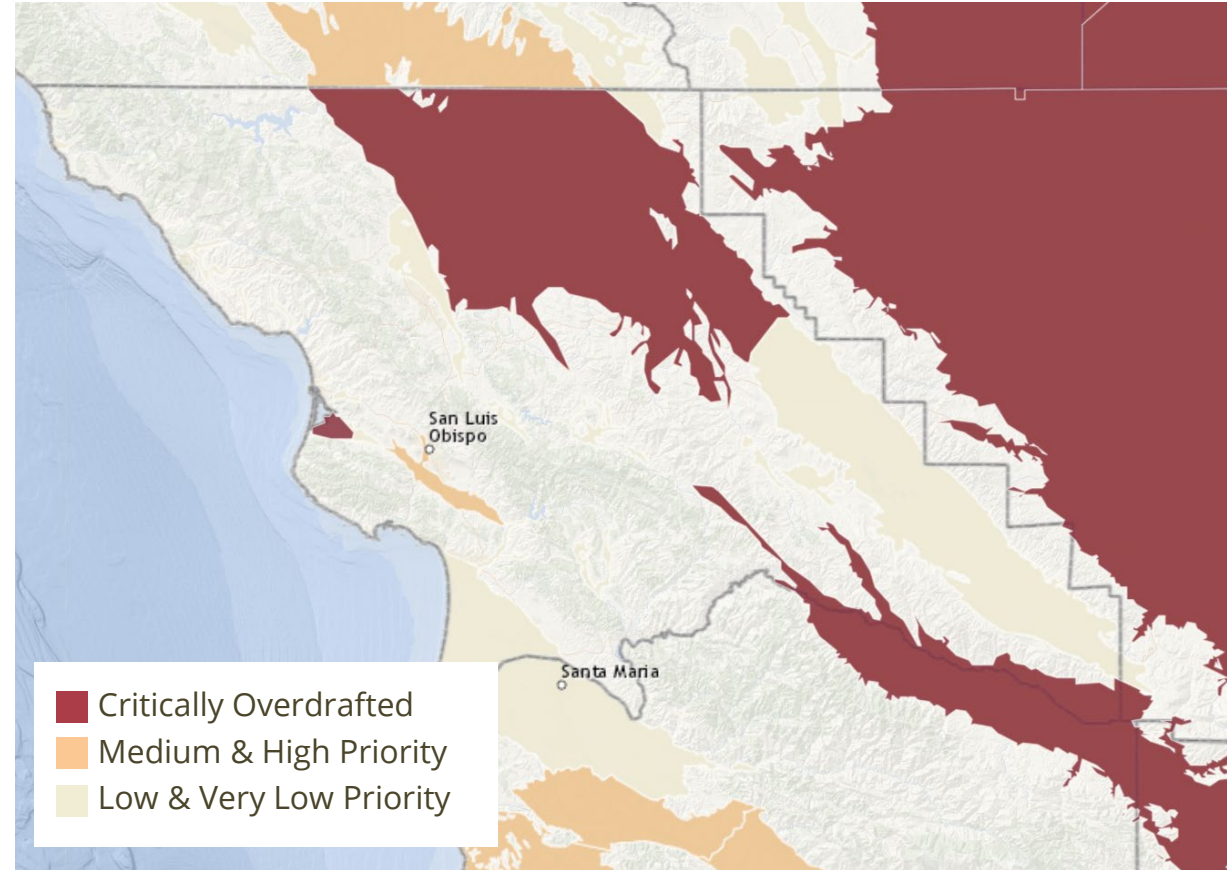 San Luis
Obispo
Santa Maria
Critically Overdrafted
Medium & High Priority
Low & Very Low Priority